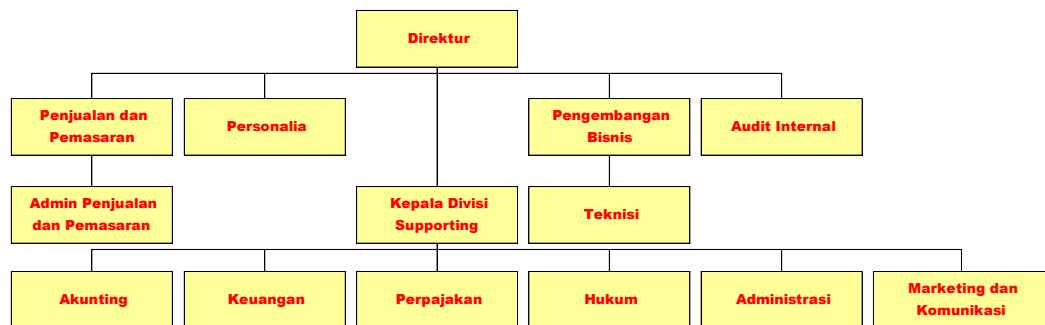 Direktur
Penjualan dan
Pemasaran
Personalia
Pengembangan
Bisnis
Audit Internal
Admin Penjualan
dan Pemasaran
Kepala Divisi
Supporting
Teknisi
Akunting
Keuangan
Perpajakan
Hukum
Administrasi
Marketing dan
Komunikasi